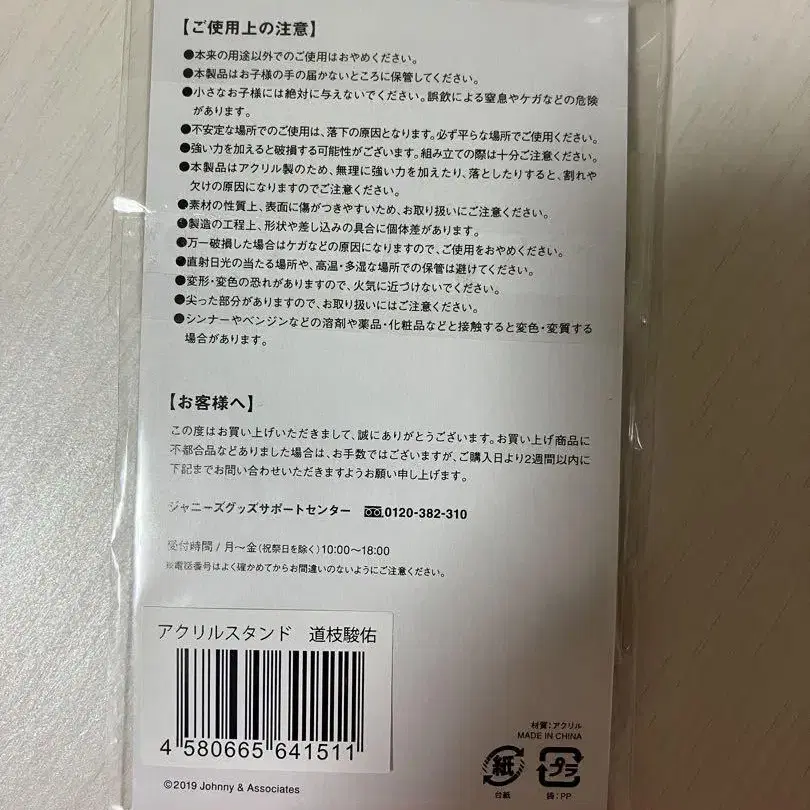 【ご使用上の注意】
●本来の用途以外でのご使用はおやめください。
●本製品はお子様の手の届かないところに保管してください。
●小さなお子様には絶対に与えないでください。誤飲による窒息やケガなどの危険
があります。
●不安定な場所でのご使用は、落下の原因となります。必ず平らな場所でご使用ください。
●強い力を加えると破損する可能性がございます。組み立ての際は十分ご注意ください。
●本製品はアクリル製のため、無理に強い力を加えたり、落としたりすると、割れや
欠けの原因になりますのでご注意ください。
●素材の性質上、表面に傷がつきやすいため、お取り扱いにご注意ください。
●製造の工程上、形状や差し込みの具合に個体差があります。
●万一破損した場合はケガなどの原因になりますので、ご使用をおやめください。
●直射日光の当たる場所や、高温・多湿な場所での保管は避けてください。
●変形・変色の恐れがありますので、火気に近づけないでください。
●尖った部分がありますので、お取り扱いにはご注意ください。
●シンナーやベンジンなどの溶剤や薬品・化粧品などと接触すると変色・変質する
場合があります。
【お客様へ】
この度はお買い上げいただきまして、誠にありがとうございます。お買い上げ商品に
不都合品などありました場合は、お手数ではございますが、ご購入日より2週間以内に
下記までお問い合わせいただきますようお願い申し上げます。
ジャニーズグッズサポートセンター 0120-382-310
受付時間 / 月〜金(祝祭日を除く)10:00〜18:00
※電話番号はよく確かめてからお間違いのないようにご注意ください。
アクリルスタンド 道枝駿佑
4 580665 641511
©2019 Johnny & Associates
材質:アクリル
MADE IN CHINA
紙 プラ
台紙 袋:PP